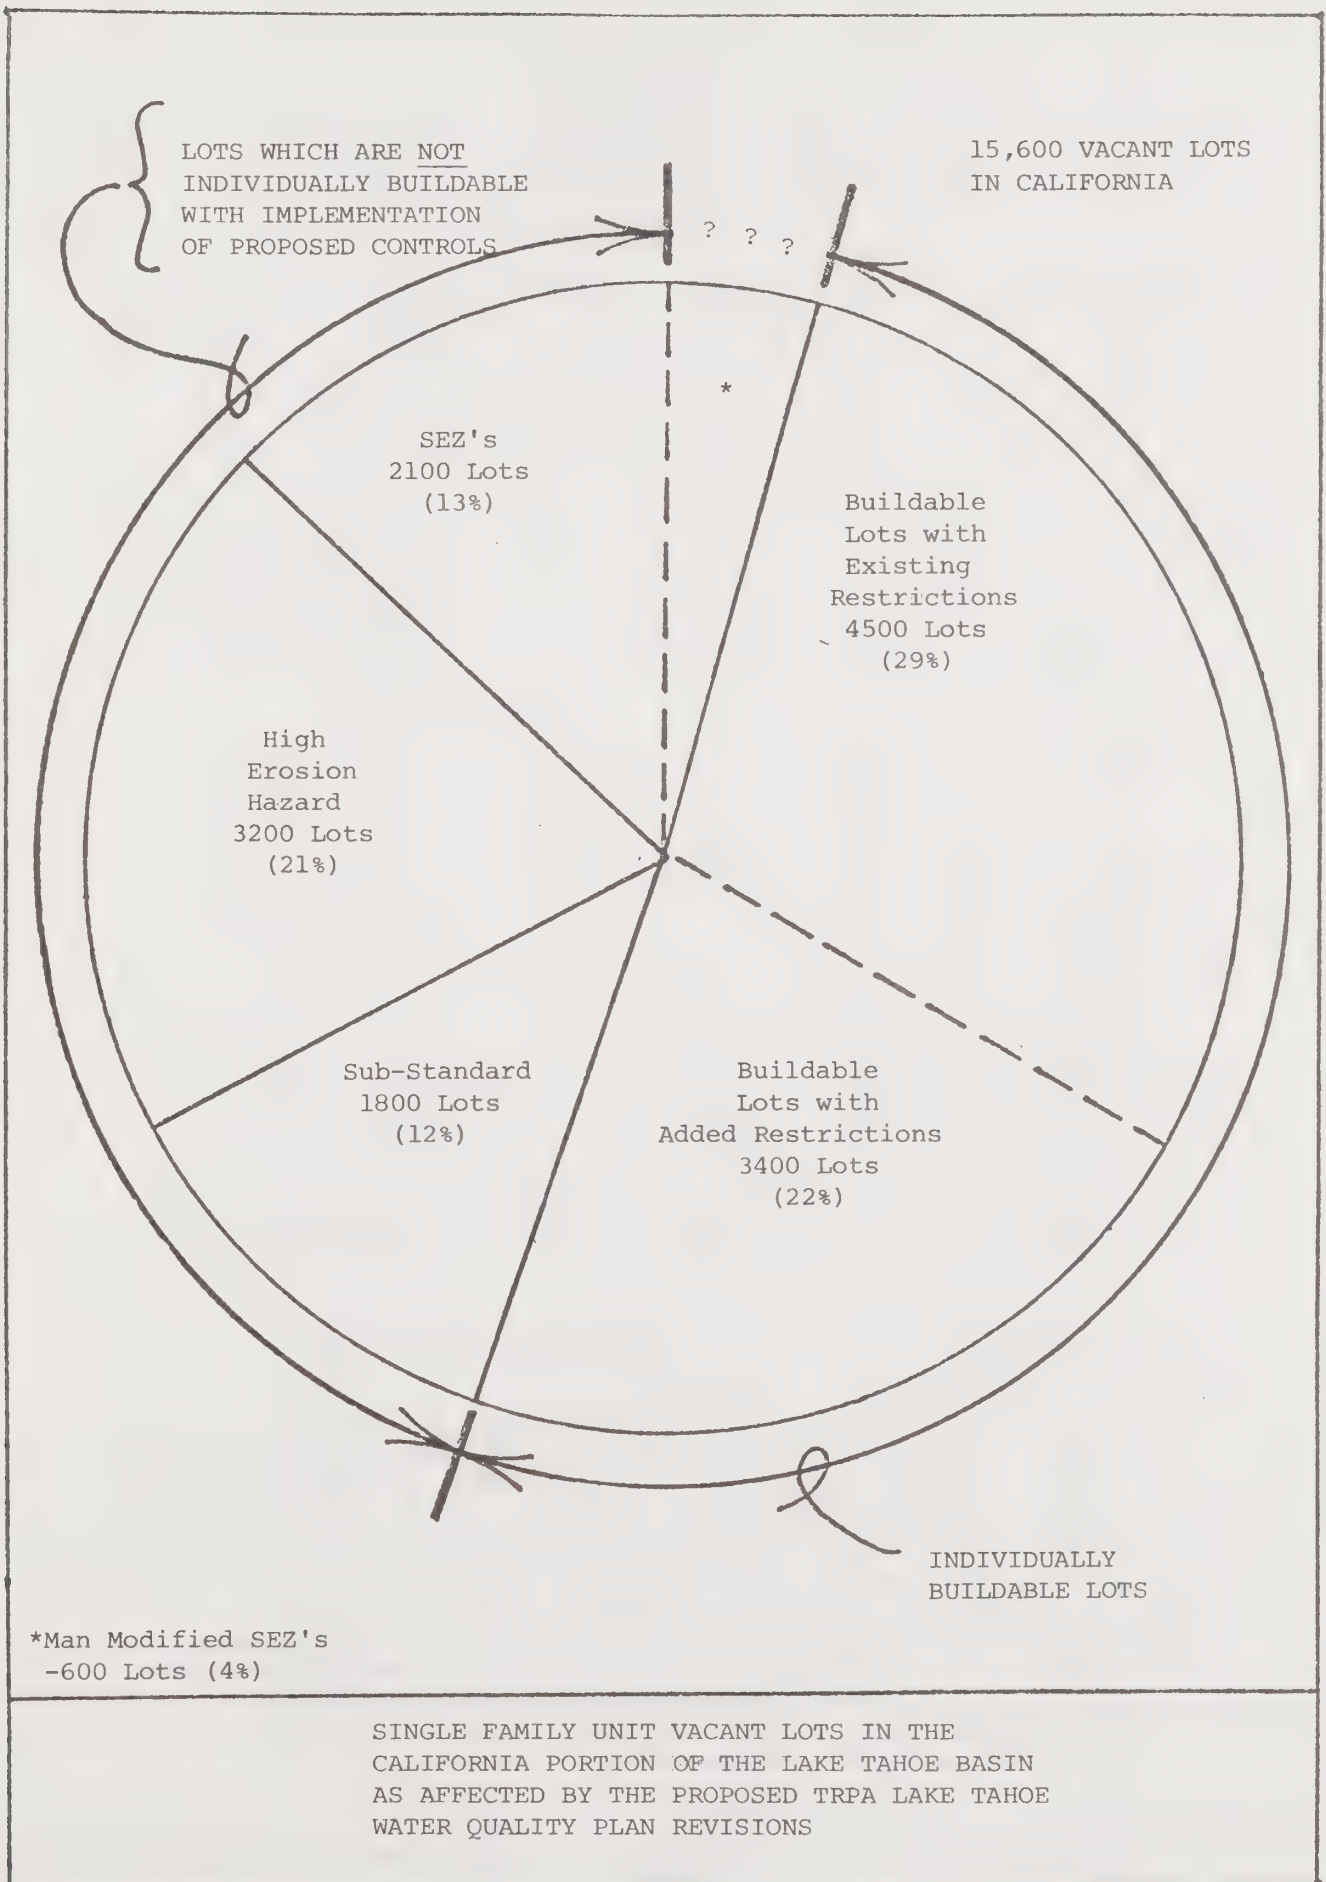 LOTS WHICH ARE NOT
INDIVIDUALLY BUILDABLE
WITH IMPLEMENTATION
OF PROPOSED CONTROLS
15,600 VACANT LOTS
IN CALIFORNIA
? ? ?
*
SEZ's
2100 Lots
(13%)
Buildable
Lots with
Existing
Restrictions
4500 Lots
(29%)
High
Erosion
Hazard
3200 Lots
(21%)
Sub-Standard
1800 Lots
(12%)
Buildable
Lots with
Added Restrictions
3400 Lots
(22%)
INDIVIDUALLY
BUILDABLE LOTS
*Man Modified SEZ's
-600 Lots (4%)
SINGLE FAMILY UNIT VACANT LOTS IN THE
CALIFORNIA PORTION OF THE LAKE TAHOE BASIN
AS AFFECTED BY THE PROPOSED TRPA LAKE TAHOE
WATER QUALITY PLAN REVISIONS